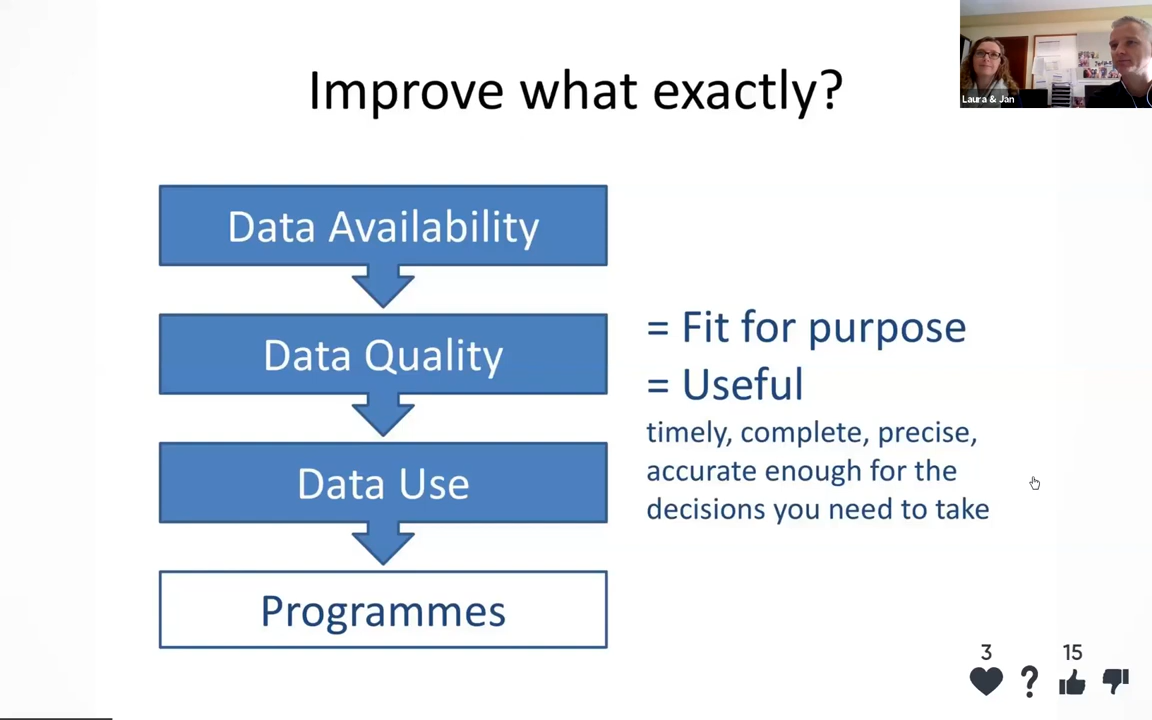 Improve what exactly?
Laura & Jan
Data Availability
Data Quality
= Fit for purpose
= Useful
timely, complete, precise,
accurate enough for the
decisions you need to take
Data Use
Programmes
3
15
?